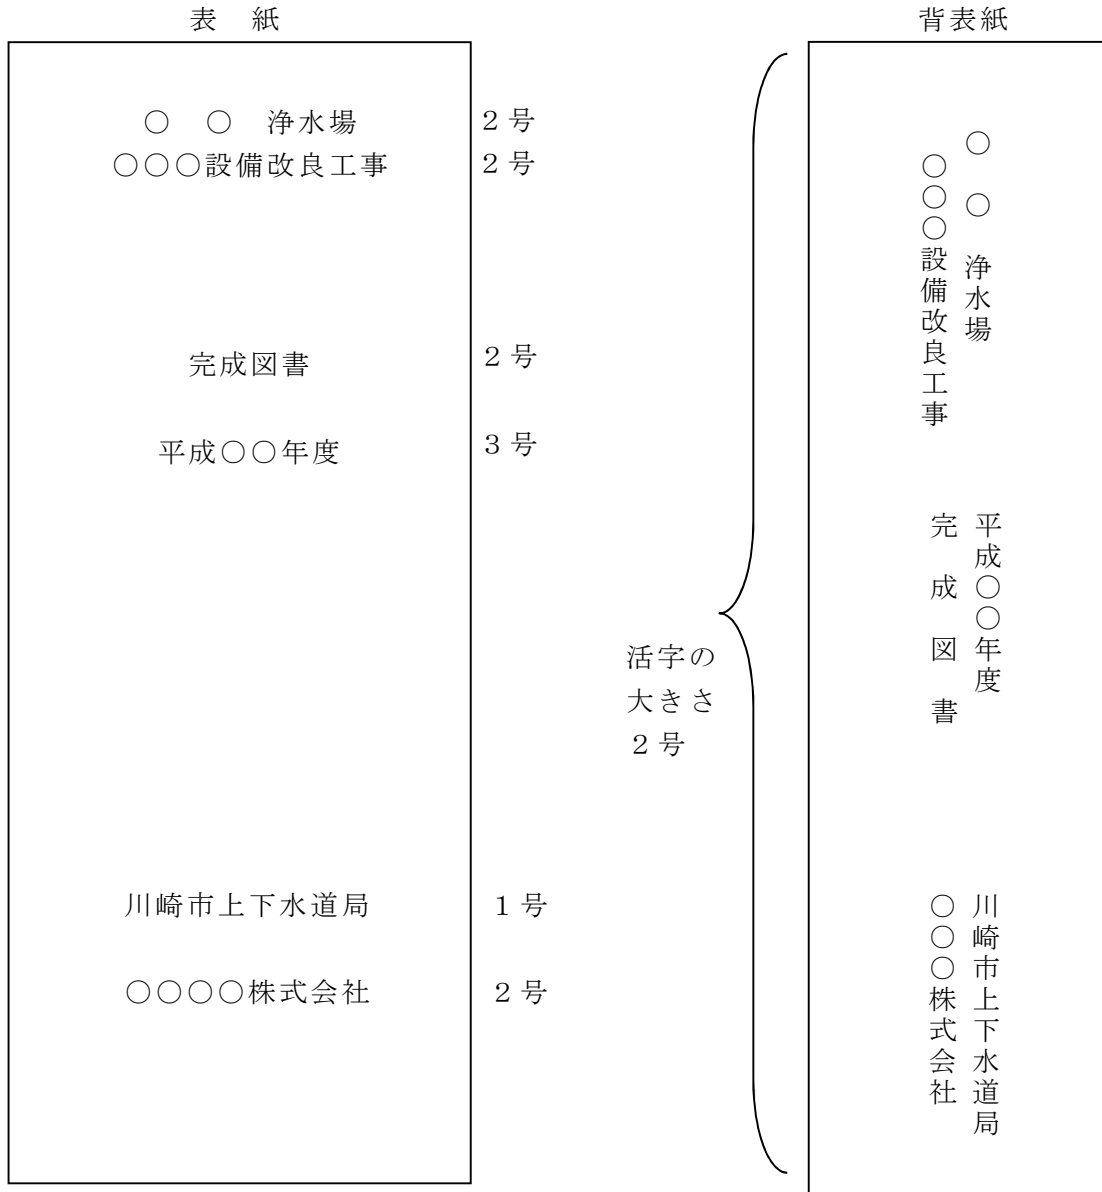 表　紙
○　○　浄水場
２号
○○○設備改良工事
２号
完成図書
２号
平成○○年度
３号
川崎市上下水道局
１号
○○○○株式会社
２号
活字の
大きさ
２号
背表紙
○　○　浄水場
○○○設備改良工事
平成○○年度
完　成　図　書
川崎市上下水道局
○○○株式会社